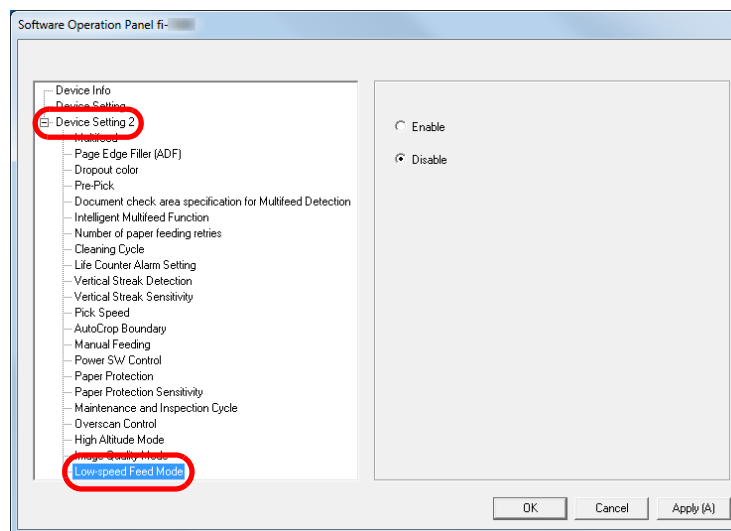 Software Operation Panel fi-
Device Info
Device Setting
Device Setting 2
Multifeed
Page Edge Filler (ADF)
Dropout color
Pre-Pick
Document check area specification for Multifeed Detection
Intelligent Multifeed Function
Number of paper feeding retries
Cleaning Cycle
Life Counter Alarm Setting
Vertical Streak Detection
Vertical Streak Sensitivity
Pick Speed
AutoCrop Boundary
Manual Feeding
Power SW Control
Paper Protection
Paper Protection Sensitivity
Maintenance and Inspection Cycle
Overscan Control
High Altitude Mode
Image Quality Mode
Low-speed Feed Mode
Enable
Disable
OK
Cancel
Apply (A)